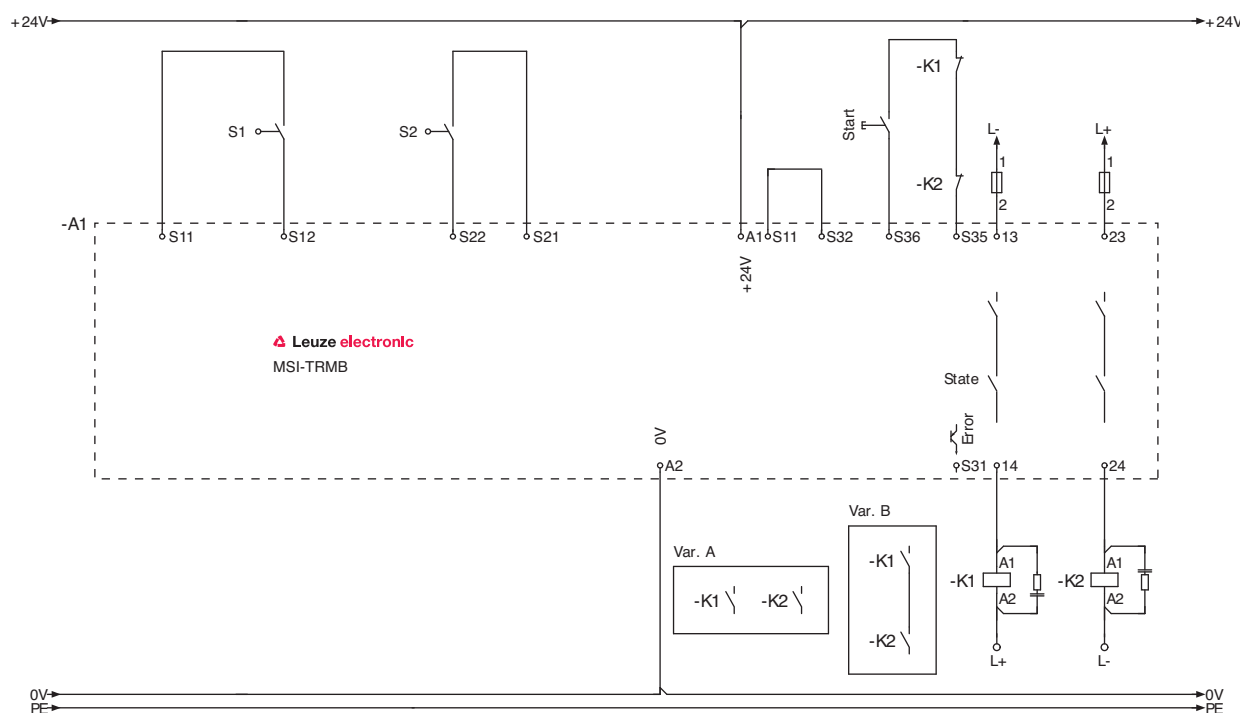 +24V
+24V
-K1
S1
S2
Start
L-
L+
1
1
-K2
2
2
-A1
S11
S12
S22
S21
A1
S11
S32
S36
S35
13
23
+24V
Leuze electronic
MSI-TRMB
State
Error
0V
A2
S31
14
24
Var. B
Var. A
-K1
A1
A1
-K1
-K2
-K1
-K2
A2
A2
-K2
L+
L-
0V
0V
PE
PE